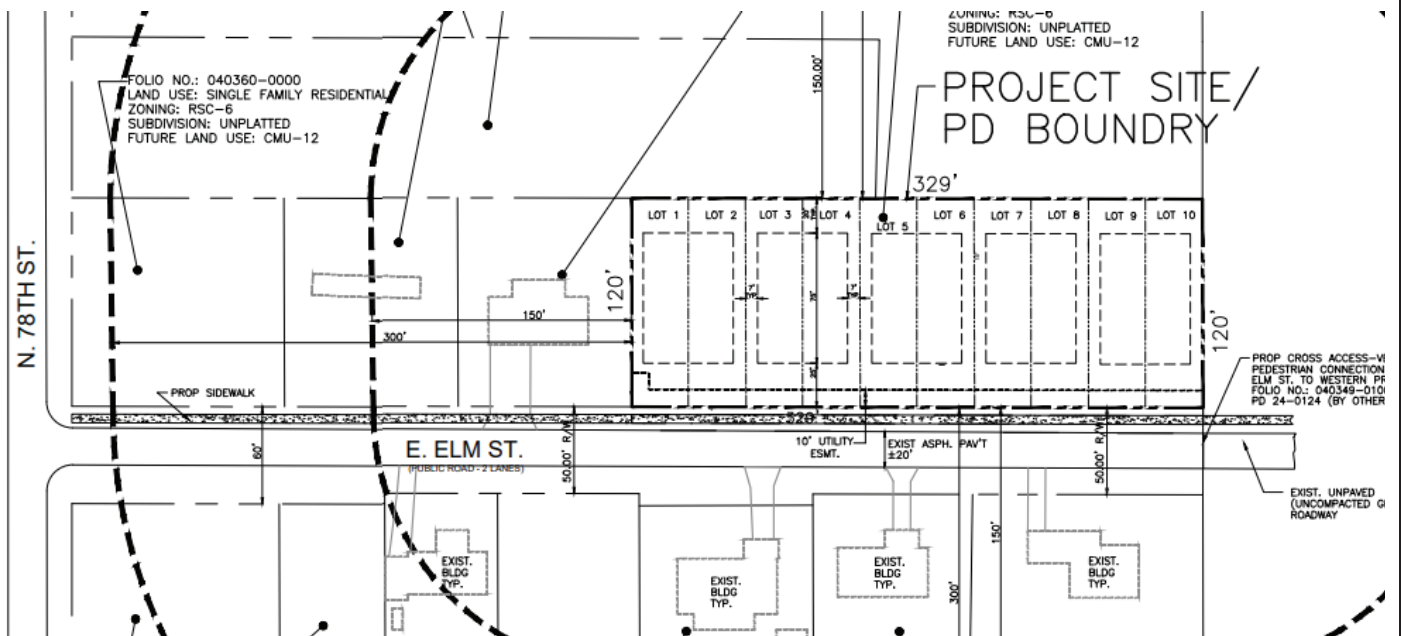 ZONING: RSC-6
SUBDIVISION: UNPLATTED
FUTURE LAND USE: CMU-12
FOLIO NO.: 040360-0000
LAND USE: SINGLE FAMILY RESIDENTIAL
ZONING: RSC-6
SUBDIVISION: UNPLATTED
FUTURE LAND USE: CMU-12
150.00'
PROJECT SITE/
PD BOUNDRY
329'
LOT 1
LOT 2
LOT 3
LOT 4
LOT 5
LOT 6
LOT 7
LOT 8
LOT 9
LOT 10
N. 78TH ST.
120'
120'
7'
TYP.
7'
TYP.
150'
300'
PROP SIDEWALK
PROP CROSS ACCESS-VE
PEDESTRIAN CONNECTION
ELM ST. TO WESTERN PR
FOLIO NO.: 040349-010
PD 24-0124 (BY OTHER
E. ELM ST.
(PUBLIC ROAD - 2 LANES)
60'
50.00' R/W
10' UTILITY
ESMT.
EXIST ASPH. PAV'T
±20'
50.00' R/W
EXIST. UNPAVED
(UNCOMPACTED
ROADWAY
150'
300'
EXIST.
BLDG
TYP.
EXIST.
BLDG
TYP.
EXIST.
BLDG
TYP.
EXIST.
BLDG
TYP.